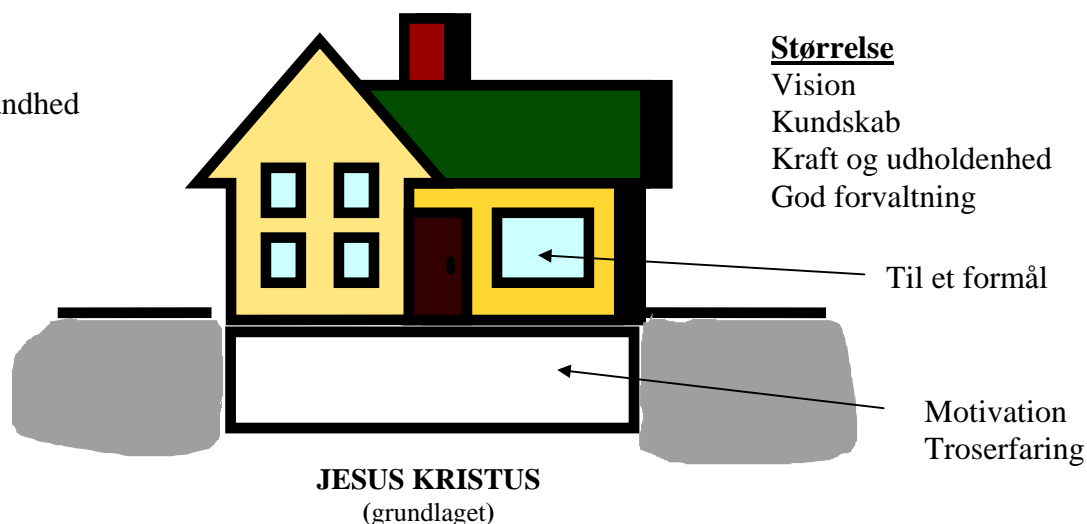 Størrelse
Vision
Kundskab
Kraft og udholdenhed
God forvaltning
Til et formål
Motivation
Troserfaring
JESUS KRISTUS
(grundlaget)